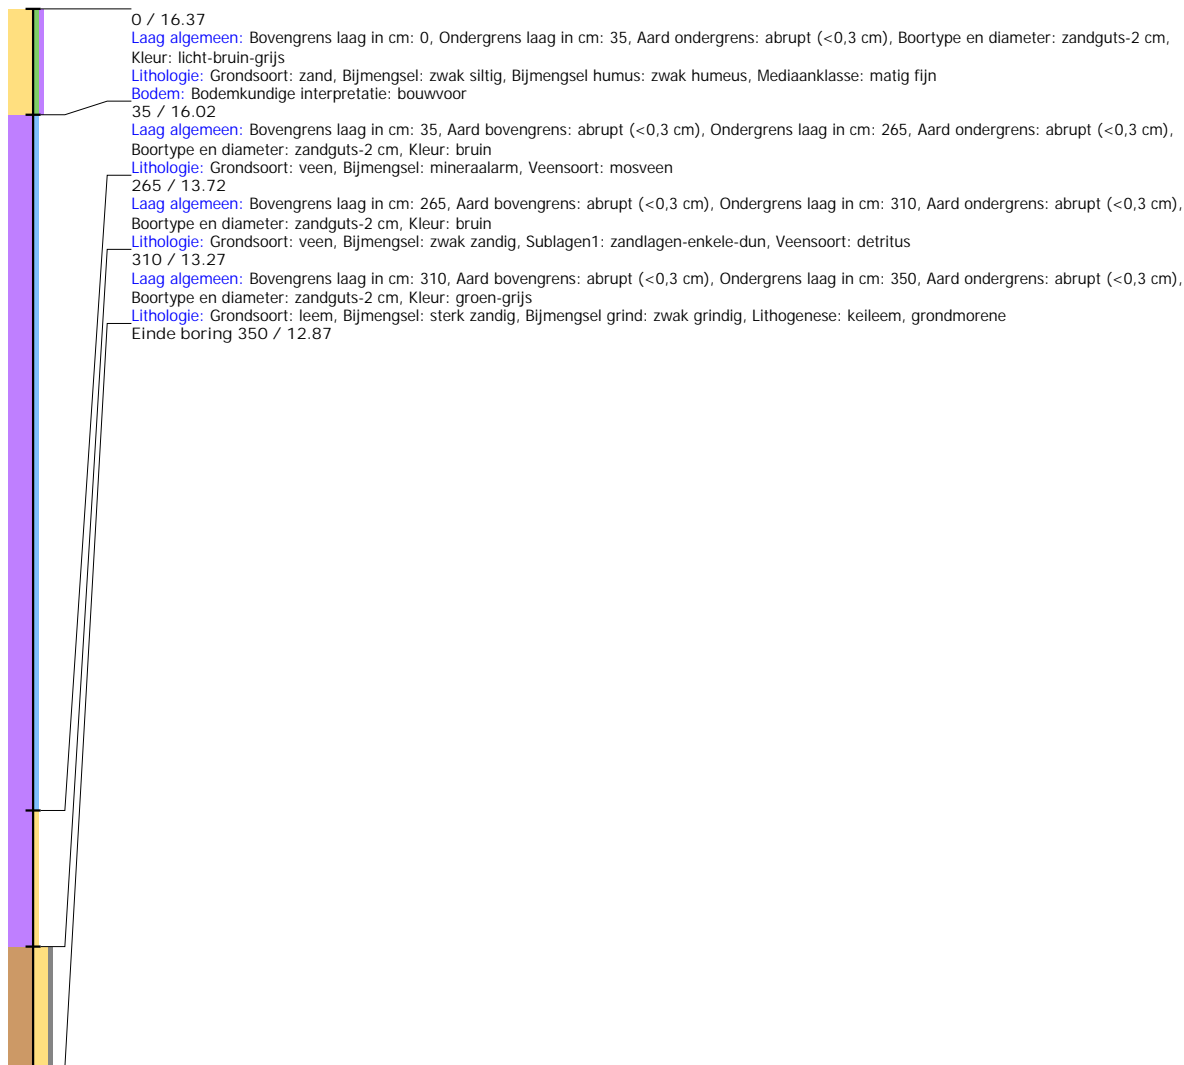 0 / 16.37
Laag algemeen: Bovengrens laag in cm: 0, Ondergrens laag in cm: 35, Aard ondergrens: abrupt (<0,3 cm), Boortype en diameter: zandguts-2 cm,
Kleur: licht-bruin-grijs
Lithologie: Grondsoort: zand, Bijmengsel: zwak siltig, Bijmengsel humus: zwak humeus, Mediaanklasse: matig fijn
Bodem: Bodemkundige interpretatie: bouwvoor
35 / 16.02
Laag algemeen: Bovengrens laag in cm: 35, Aard bovengrens: abrupt (<0,3 cm), Ondergrens laag in cm: 265, Aard ondergrens: abrupt (<0,3 cm),
Boortype en diameter: zandguts-2 cm, Kleur: bruin
Lithologie: Grondsoort: veen, Bijmengsel: mineraalarm, Veensoort: mosveen
265 / 13.72
Laag algemeen: Bovengrens laag in cm: 265, Aard bovengrens: abrupt (<0,3 cm), Ondergrens laag in cm: 310, Aard ondergrens: abrupt (<0,3 cm),
Boortype en diameter: zandguts-2 cm, Kleur: bruin
Lithologie: Grondsoort: veen, Bijmengsel: zwak zandig, Sublagen1: zandlagen-enkele-dun, Veensoort: detritus
310 / 13.27
Laag algemeen: Bovengrens laag in cm: 310, Aard bovengrens: abrupt (<0,3 cm), Ondergrens laag in cm: 350, Aard ondergrens: abrupt (<0,3 cm),
Boortype en diameter: zandguts-2 cm, Kleur: groen-grijs
Lithologie: Grondsoort: leem, Bijmengsel: sterk zandig, Bijmengsel grind: zwak grindig, Lithogenese: keileem, grondmorene
Einde boring 350 / 12.87